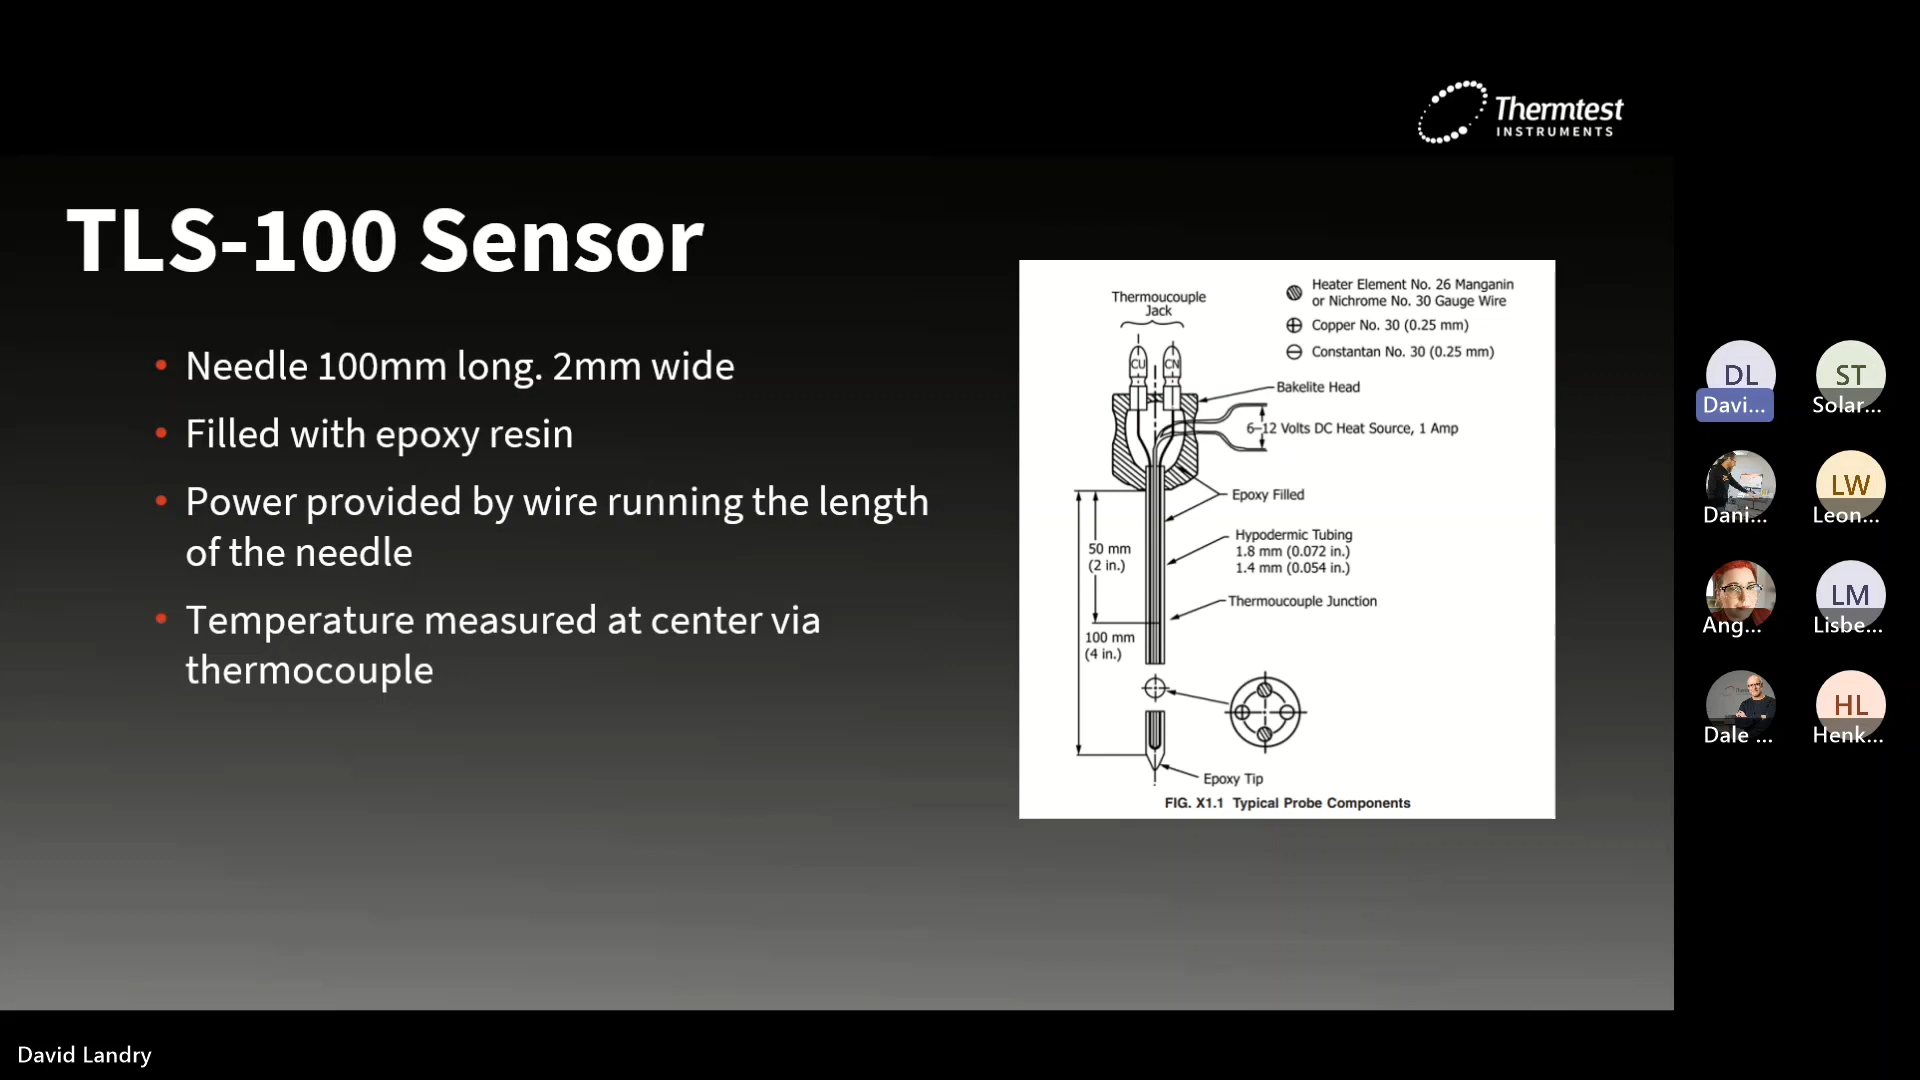 Thermtest
INSTRUMENTS
TLS-100 Sensor
• Needle 100mm long. 2mm wide
• Filled with epoxy resin
• Power provided by wire running the length
of the needle
• Temperature measured at center via
thermocouple
Thermoucouple
Jack
Heater Element No. 26 Manganin
or Nichrome No. 30 Gauge Wire
Copper No. 30 (0.25 mm)
Constantan No. 30 (0.25 mm)
CU
CN
Bakelite Head
6–12 Volts DC Heat Source, 1 Amp
Epoxy Filled
Hypodermic Tubing
1.8 mm (0.072 in.)
1.4 mm (0.054 in.)
50 mm
(2 in.)
Thermoucouple Junction
100 mm
(4 in.)
Epoxy Tip
FIG. X1.1 Typical Probe Components
DL
Davi...
ST
Solar...
Dani...
LW
Leon...
Ang...
LM
Lisbe...
Dale ...
HL
Henk...
David Landry